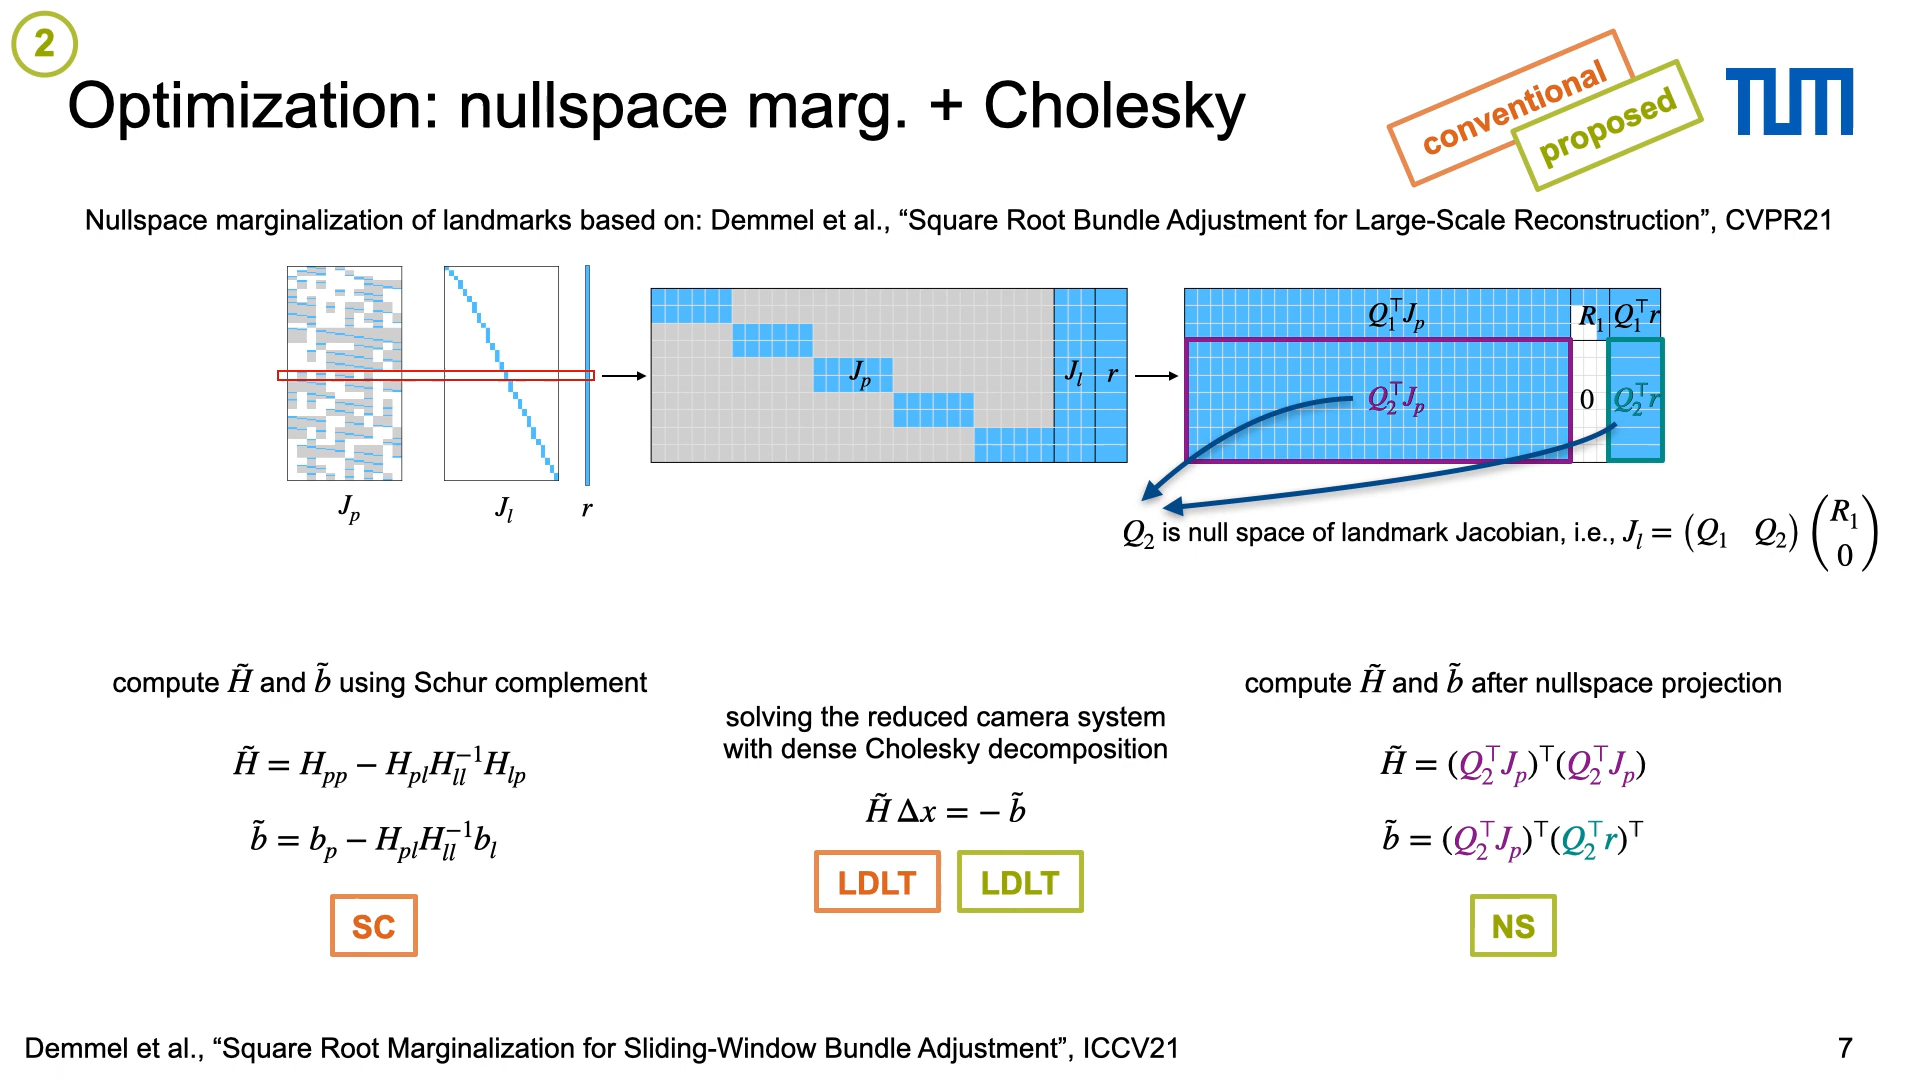 2
Optimization: nullspace marg. + Cholesky
conventional
proposed
TUM
Nullspace marginalization of landmarks based on: Demmel et al., “Square Root Bundle Adjustment for Large-Scale Reconstruction”, CVPR21
J_p J_l r
J_p J_l r
Q_1^⊤ J_p R_1 Q_1^⊤ r
Q_2^⊤ J_p 0 Q_2^⊤ r
Q_2 is null space of landmark Jacobian, i.e., J_l = (Q_1 Q_2) (R_1 0)
compute H̃ and b̃ using Schur complement
H̃ = H_pp − H_pl H_ll^−1 H_lp
b̃ = b_p − H_pl H_ll^−1 b_l
SC
solving the reduced camera system
with dense Cholesky decomposition
H̃ Δx = − b̃
LDLT LDLT
compute H̃ and b̃ after nullspace projection
H̃ = (Q_2^⊤ J_p)^⊤ (Q_2^⊤ J_p)
b̃ = (Q_2^⊤ J_p)^⊤ (Q_2^⊤ r)^⊤
NS
Demmel et al., “Square Root Marginalization for Sliding-Window Bundle Adjustment”, ICCV21
7